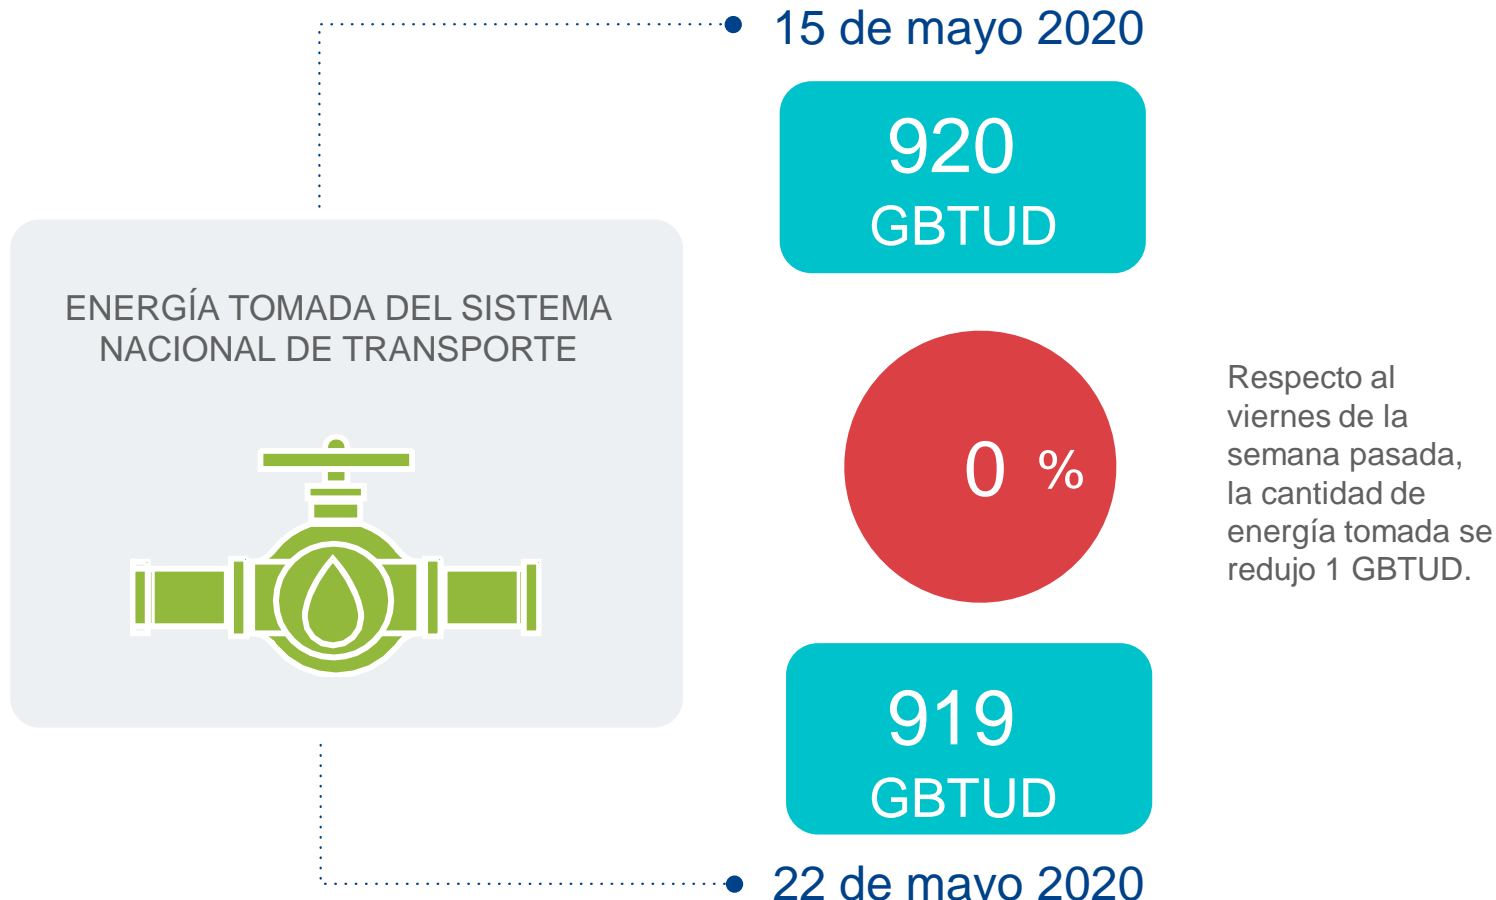 15 de mayo 2020
920
GBTUD
ENERGÍA TOMADA DEL SISTEMA
NACIONAL DE TRANSPORTE
0 %
Respecto al
viernes de la
semana pasada,
la cantidad de
energía tomada se
redujo 1 GBTUD.
919
GBTUD
22 de mayo 2020